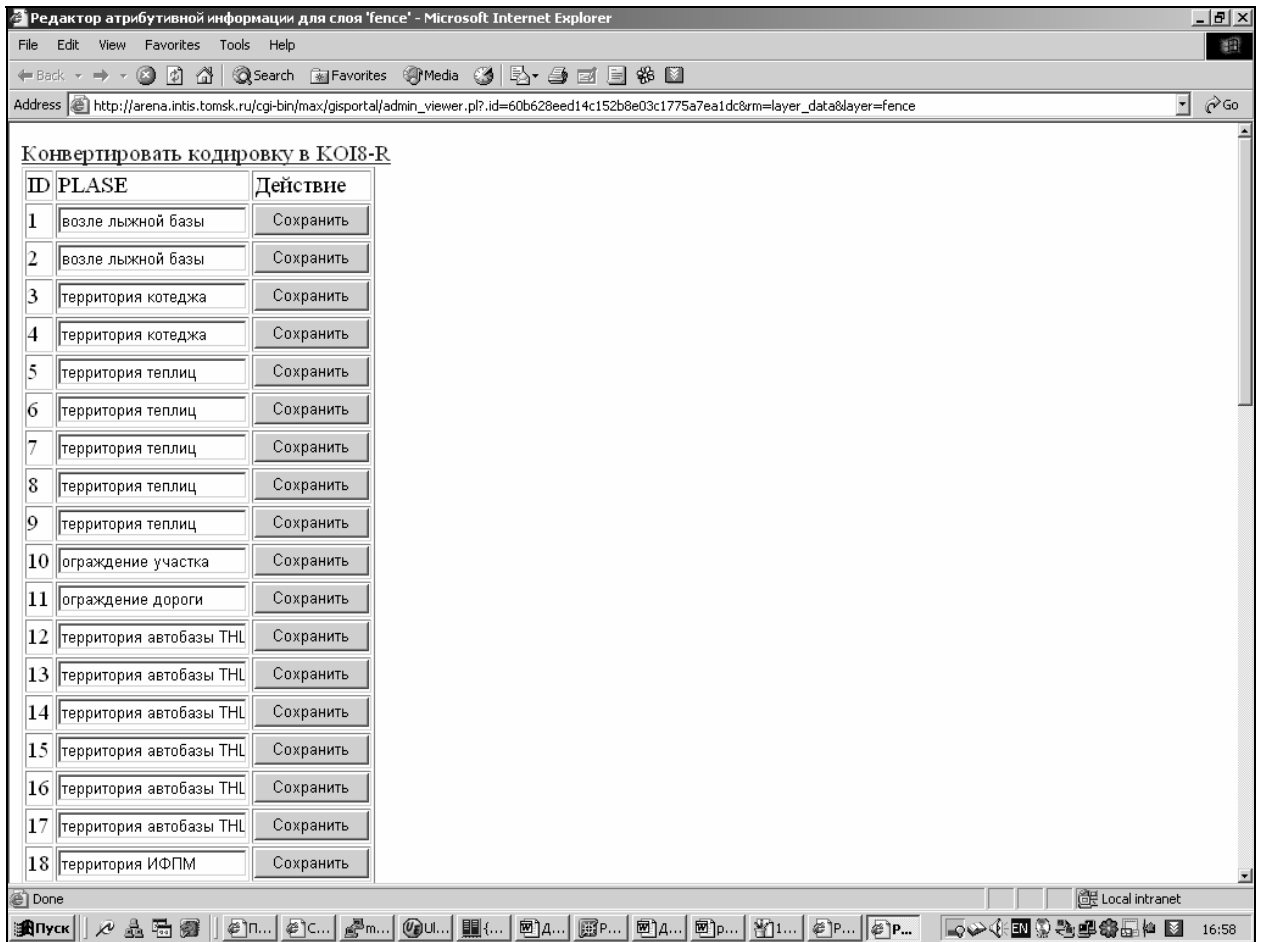 Редактор атрибутивной информации для слоя 'fence' - Microsoft Internet Explorer
File Edit View Favorites Tools Help
Back Search Favorites Media
Address http://arena.intis.tomsk.ru/cgi-bin/max/gisportal/admin_viewer.pl?.id=60b628eed14c152b8e03c1775a7ea1dc&rm=layer_data&layer=fence Go
Конвертировать кодировку в KOI8-R
ID PLASE Действие
1 возле лыжной базы Сохранить
2 возле лыжной базы Сохранить
3 территория котеджа Сохранить
4 территория котеджа Сохранить
5 территория теплиц Сохранить
6 территория теплиц Сохранить
7 территория теплиц Сохранить
8 территория теплиц Сохранить
9 территория теплиц Сохранить
10 ограждение участка Сохранить
11 ограждение дороги Сохранить
12 территория автобазы Сохранить
13 территория автобазы Сохранить
14 территория автобазы Сохранить
15 территория автобазы Сохранить
16 территория автобазы Сохранить
17 территория автобазы Сохранить
18 территория ИФПМ Сохранить
Done Local intranet
Пуск П... С... m... Ul... {... Д... Р... Д... р... 1... Р... Р... EN 16:58